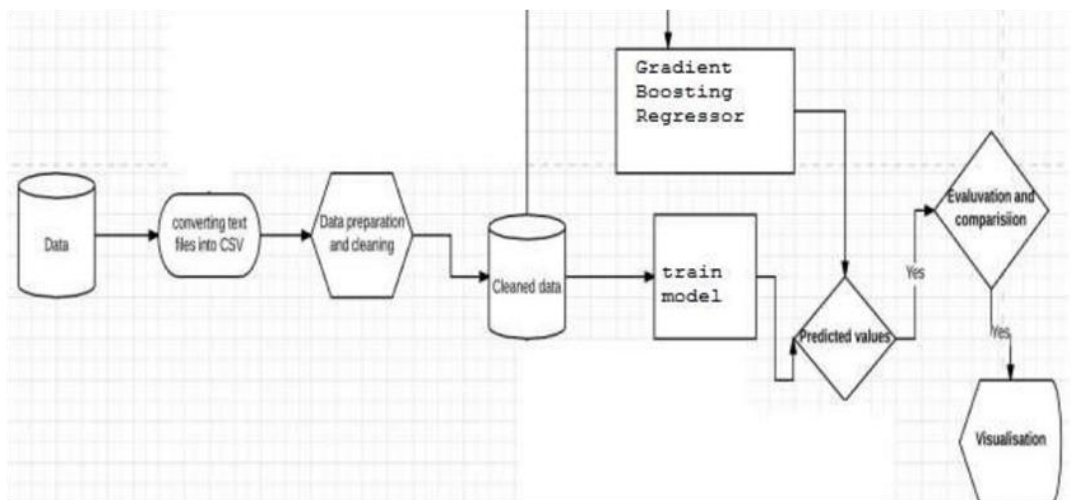 Gradient
Boosting
Regressor
Data
converting text
files into CSV
Data preparation
and cleaning
Cleaned data
train
model
Predicted values
Yes
Evaluvation and
comparisiion
Yes
Visualisation